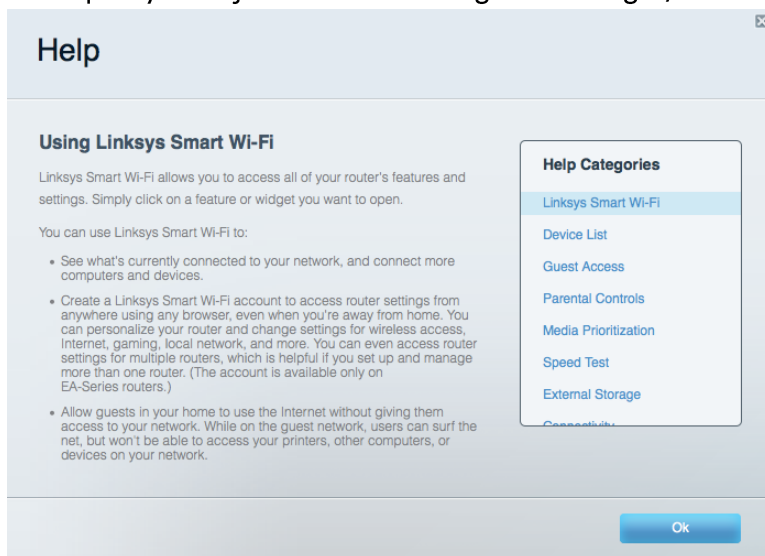 Help
Using Linksys Smart Wi-Fi
Linksys Smart Wi-Fi allows you to access all of your router's features and
settings. Simply click on a feature or widget you want to open.
You can use Linksys Smart Wi-Fi to:
• See what's currently connected to your network, and connect more
computers and devices.
• Create a Linksys Smart Wi-Fi account to access router settings from
anywhere using any browser, even when you're away from home. You
can personalize your router and change settings for wireless access,
Internet, gaming, local network, and more. You can even access router
settings for multiple routers, which is helpful if you set up and manage
more than one router. (The account is available only on
EA-Series routers.)
• Allow guests in your home to use the Internet without giving them
access to your network. While on the guest network, users can surf the
net, but won't be able to access your printers, other computers, or
devices on your network.
Help Categories
Linksys Smart Wi-Fi
Device List
Guest Access
Parental Controls
Media Prioritization
Speed Test
External Storage
Connectivity
Ok